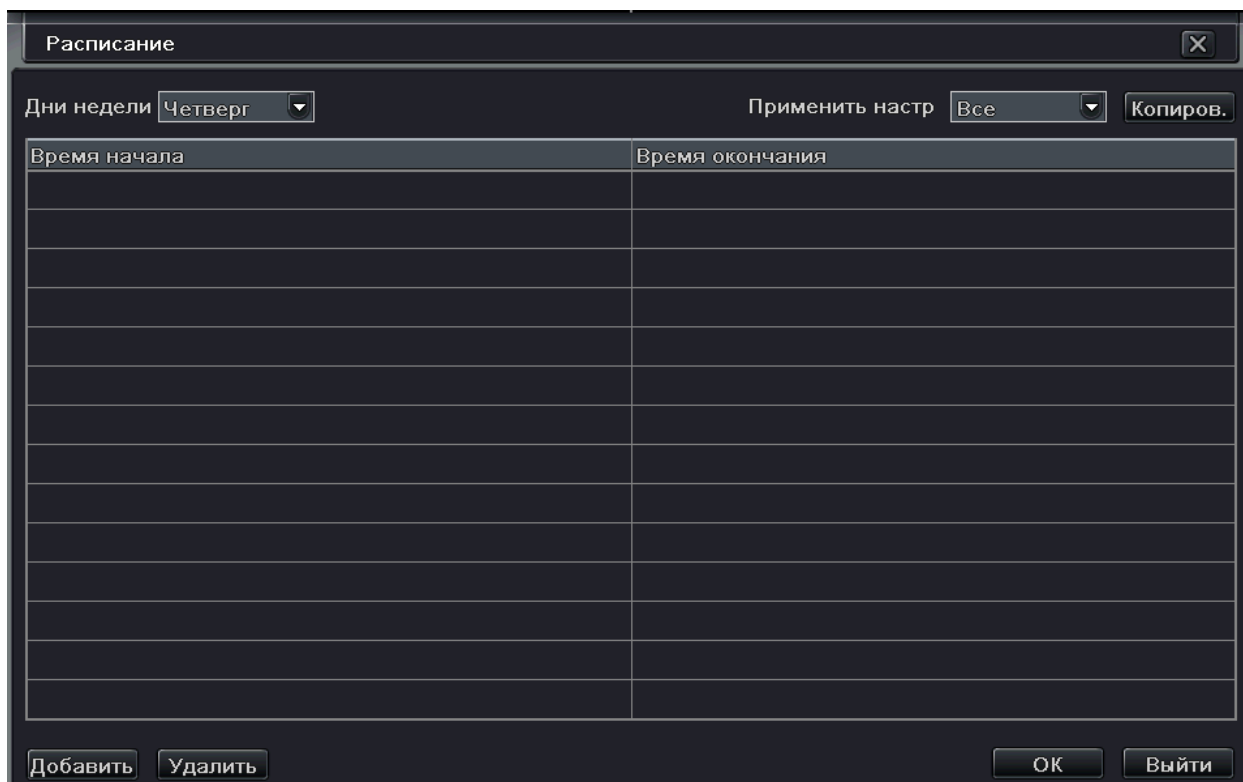 Расписание
Дни недели Четверг Применить настр Все Копиров.
Время начала Время окончания
Добавить Удалить ОК Выйти